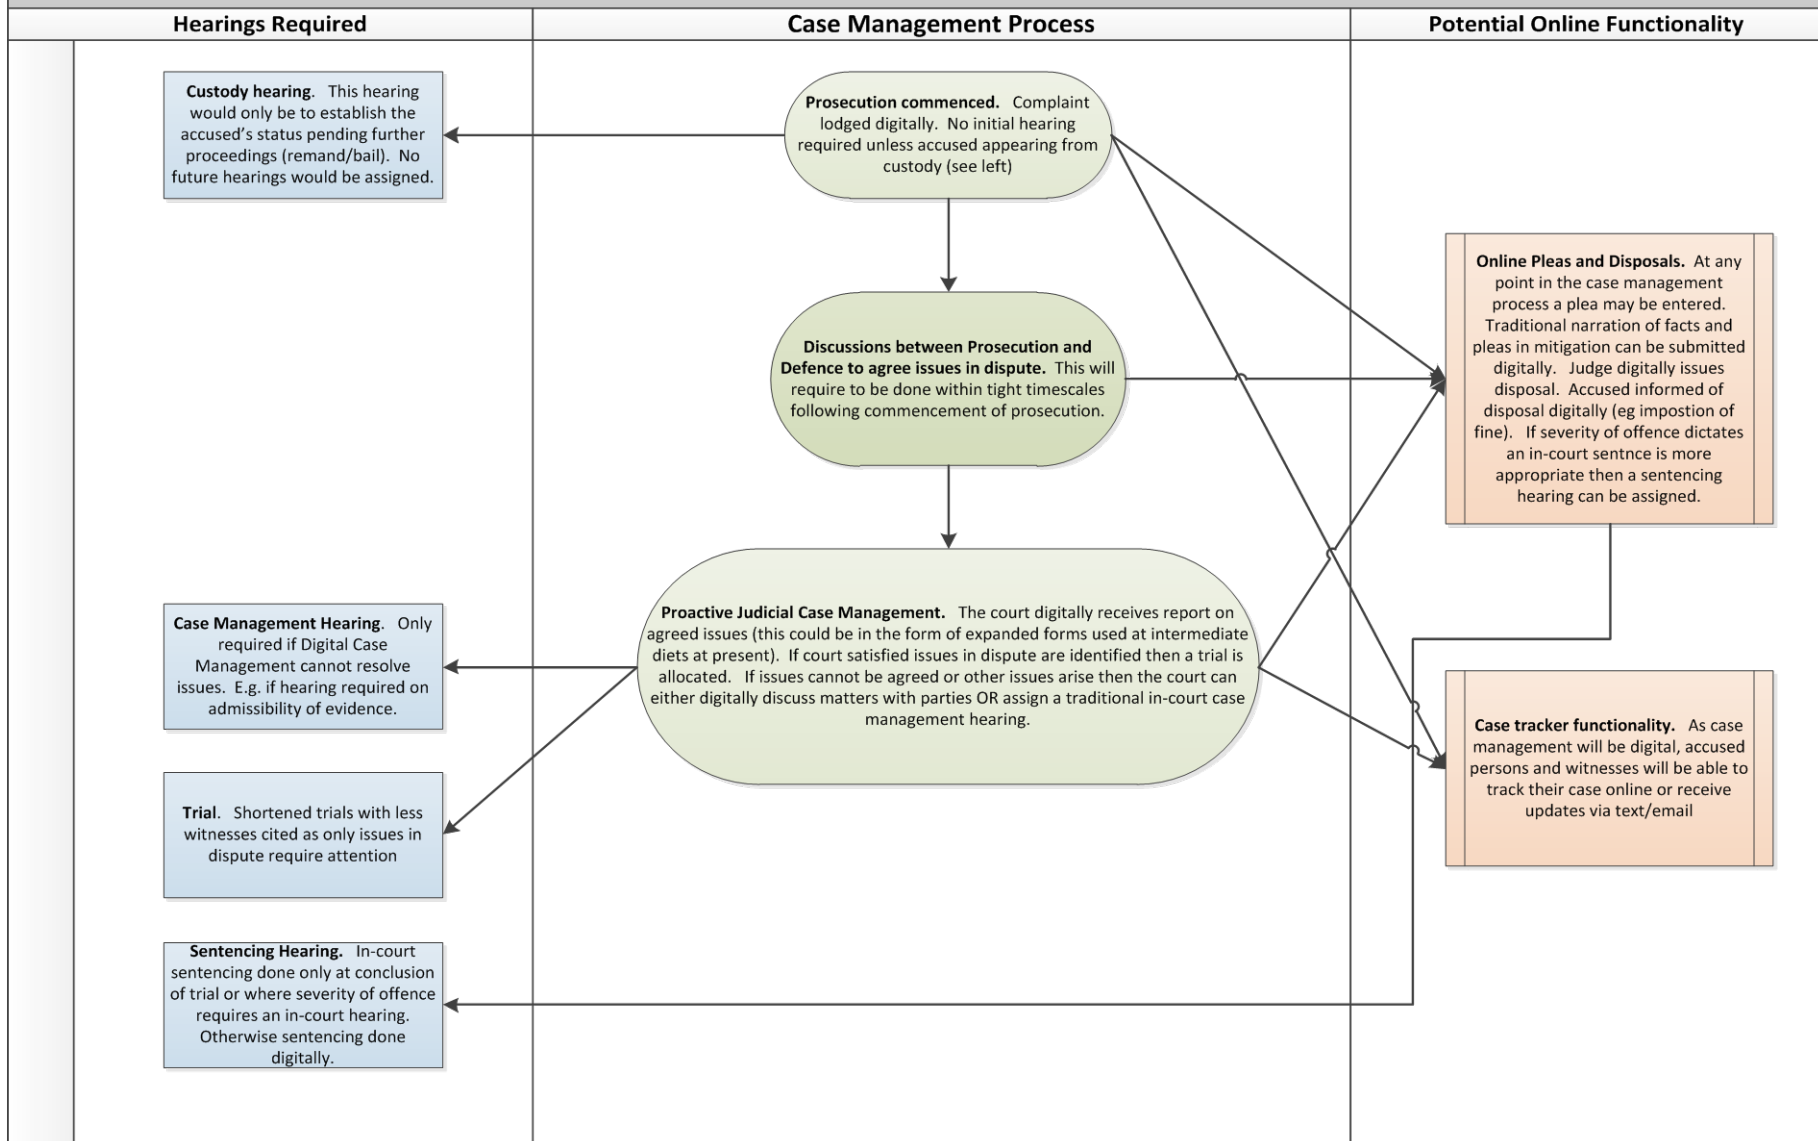 Hearings Required
Case Management Process
Potential Online Functionality
Custody hearing. This hearing
would only be to establish the
accused's status pending further
proceedings (remand/bail). No
future hearings would be assigned.
Prosecution commenced. Complaint
lodged digitally. No initial hearing
required unless accused appearing from
custody (see left)
Online Pleas and Disposals. At any
point in the case management
process a plea may be entered.
Traditional narration of facts and
pleas in mitigation can be submitted
digitally. Judge digitally issues
disposal. Accused informed of
disposal digitally (eg impostion of
fine). If severity of offence dictates
an in-court sentnce is more
appropriate then a sentencing
hearing can be assigned.
Discussions between Prosecution and
Defence to agree issues in dispute. This will
require to be done within tight timescales
following commencement of prosecution.
Case Management Hearing. Only
required if Digital Case
Management cannot resolve
issues. E.g. if hearing required on
admissibility of evidence.
Proactive Judicial Case Management. The court digitally receives report on
agreed issues (this could be in the form of expanded forms used at intermediate
diets at present). If court satisfied issues in dispute are identified then a trial is
allocated. If issues cannot be agreed or other issues arise then the court can
either digitally discuss matters with parties OR assign a traditional in-court case
management hearing.
Case tracker functionality. As case
management will be digital, accused
persons and witnesses will be able to
track their case online or receive
updates via text/email
Trial. Shortened trials with less
witnesses cited as only issues in
dispute require attention
Sentencing Hearing. In-court
sentencing done only at conclusion
of trial or where severity of offence
requires an in-court hearing.
Otherwise sentencing done
digitally.